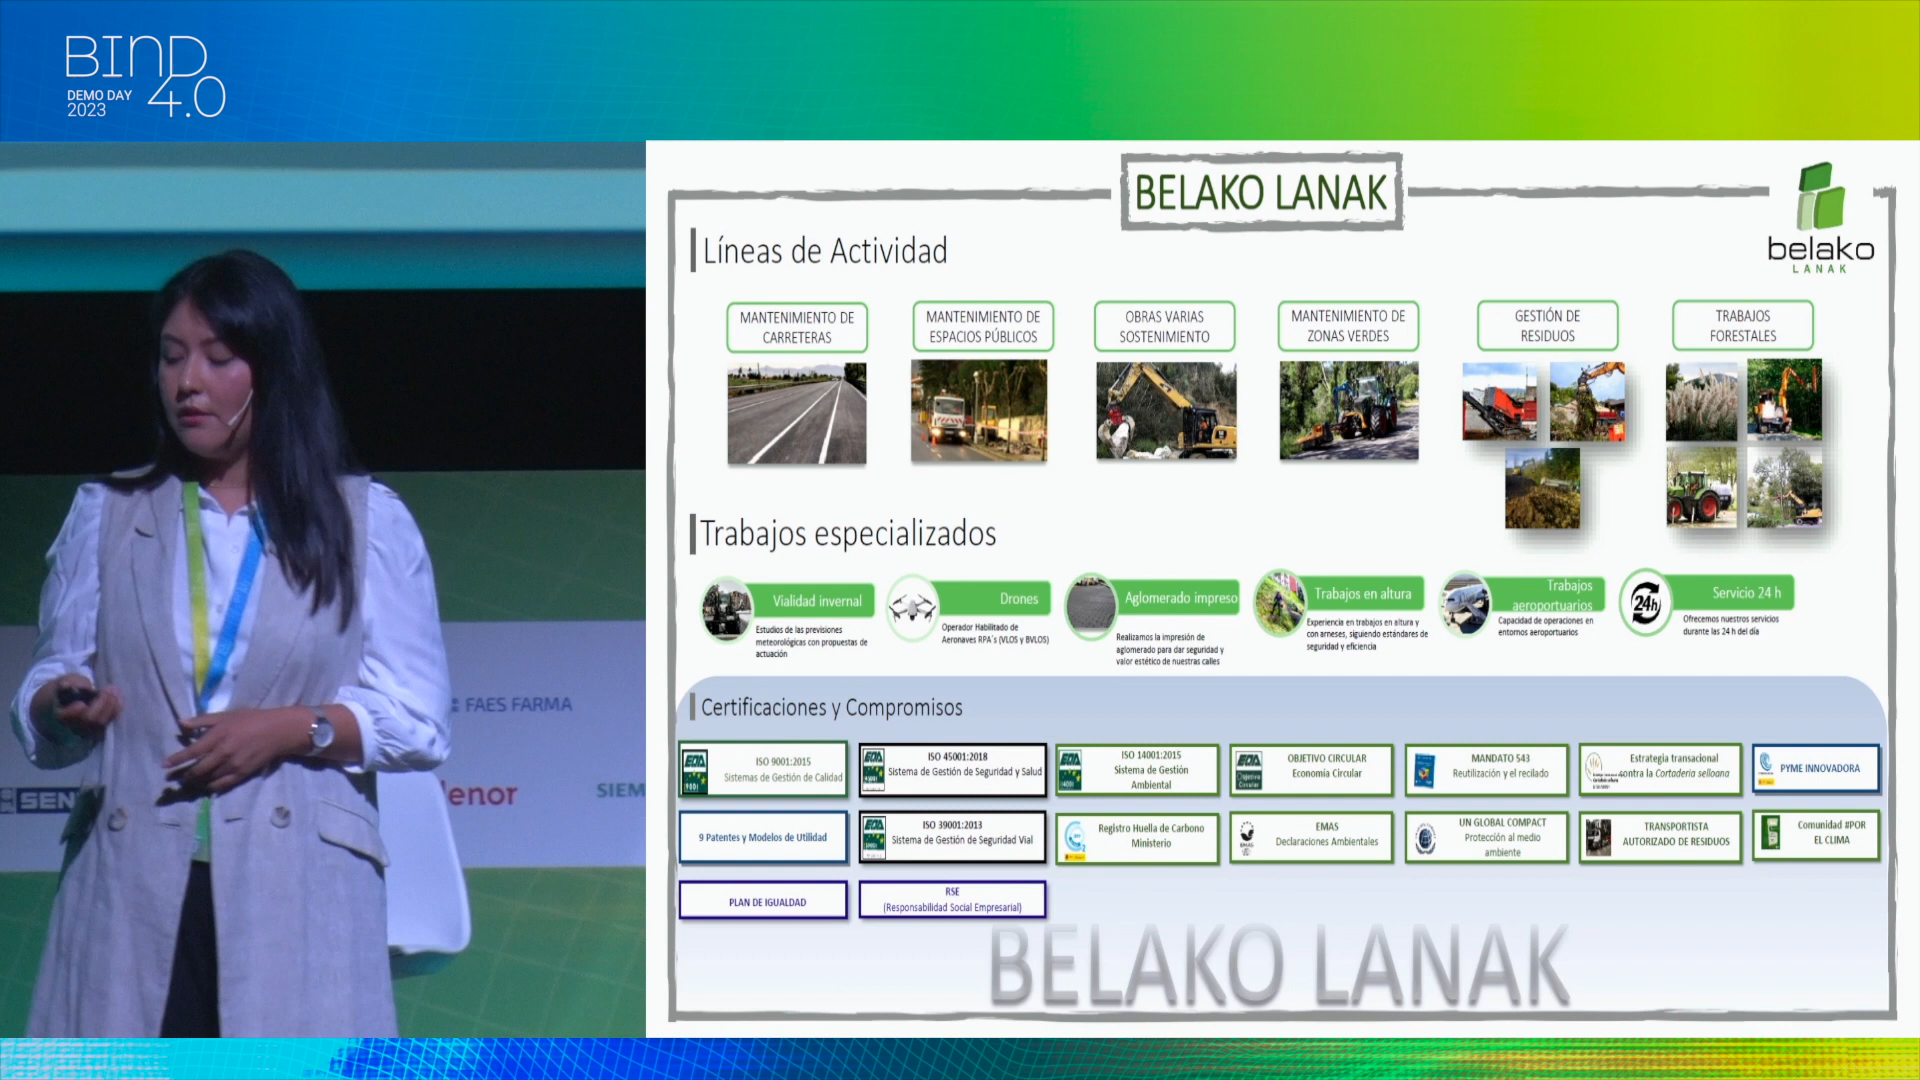 BIND
4.0
DEMO DAY
2023
BELAKO LANAK
belako
LANAK
Líneas de Actividad
MANTENIMIENTO DE
CARRETERAS
MANTENIMIENTO DE
ESPACIOS PÚBLICOS
OBRAS VARIAS
SOSTENIMIENTO
MANTENIMIENTO DE
ZONAS VERDES
GESTIÓN DE
RESIDUOS
TRABAJOS
FORESTALES
Trabajos especializados
Vialidad invernal
Estudios de las previsiones
meteorológicas con propuestas de
actuación
Drones
Operador Habilitado de
Aeronaves RPA´s (VLOS y BVLOS)
Aglomerado impreso
Realizamos la impresión de
aglomerado para dar seguridad y
valor estético de nuestras calles
Trabajos en altura
Experiencia en trabajos en altura y
con arneses, siguiendo estándares de
seguridad y eficiencia
Trabajos
aeroportuarios
Capacidad de operaciones en
entornos aeroportuarios
24h
Servicio 24 h
Ofrecemos nuestros servicios
durante las 24 h del día
Certificaciones y Compromisos
ISO 9001:2015
Sistemas de Gestión de Calidad
ISO 45001:2018
Sistema de Gestión de Seguridad y Salud
ISO 14001:2015
Sistema de Gestión
Ambiental
OBJETIVO CIRCULAR
Economía Circular
MANDATO 543
Reutilización y el recilado
Estrategia transacional
contra la Cortaderia selloana
PYME INNOVADORA
9 Patentes y Modelos de Utilidad
ISO 39001:2013
Sistema de Gestión de Seguridad Vial
Registro Huella de Carbono
Ministerio
EMAS
Declaraciones Ambientales
UN GLOBAL COMPACT
Protección al medio
ambiente
TRANSPORTISTA
AUTORIZADO DE RESIDUOS
Comunidad #POR
EL CLIMA
PLAN DE IGUALDAD
RSE
(Responsabilidad Social Empresarial)
BELAKO LANAK
FAES FARMA
SEN
enor
SIEM